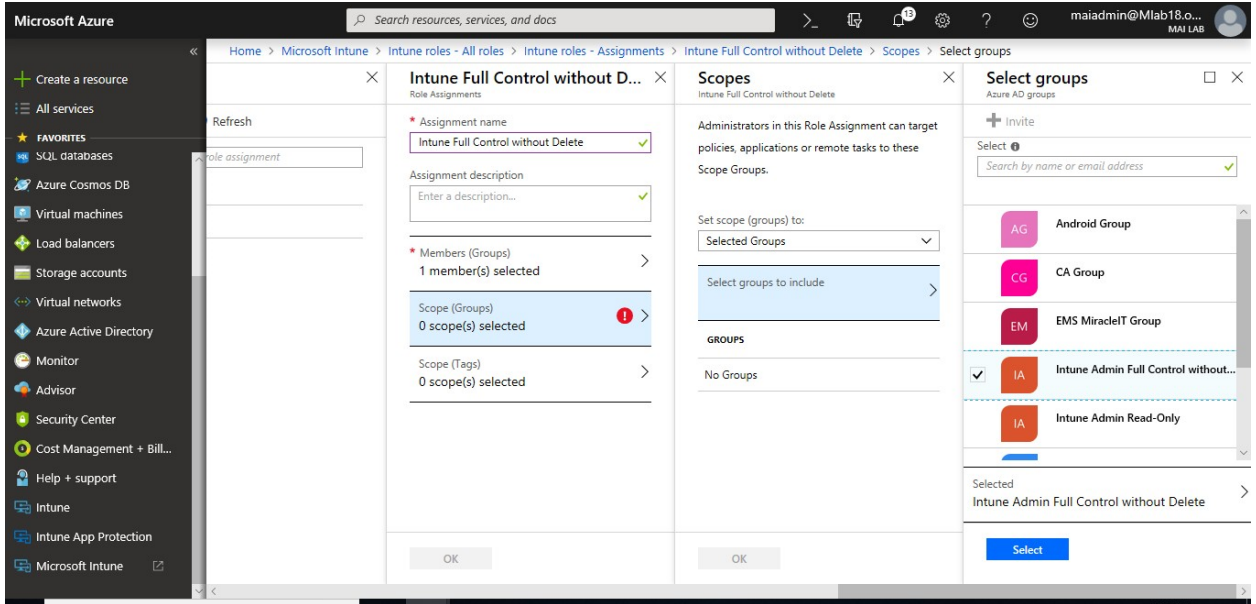 Microsoft Azure
Search resources, services, and docs
13
maiadmin@Mlab18.o...
MAI LAB
Home > Microsoft Intune > Intune roles - All roles > Intune roles - Assignments > Intune Full Control without Delete > Scopes > Select groups
Create a resource
All services
FAVORITES
SQL databases
Azure Cosmos DB
Virtual machines
Load balancers
Storage accounts
Virtual networks
Azure Active Directory
Monitor
Advisor
Security Center
Cost Management + Bill...
Help + support
Intune
Intune App Protection
Microsoft Intune
Refresh
role assignment
Intune Full Control without D...
Role Assignments
* Assignment name
Intune Full Control without Delete
Assignment description
Enter a description...
* Members (Groups)
1 member(s) selected
Scope (Groups)
0 scope(s) selected
Scope (Tags)
0 scope(s) selected
OK
Scopes
Intune Full Control without Delete
Administrators in this Role Assignment can target
policies, applications or remote tasks to these
Scope Groups.
Set scope (groups) to:
Selected Groups
Select groups to include
GROUPS
No Groups
OK
Select groups
Azure AD groups
Invite
Select
Search by name or email address
AG Android Group
CG CA Group
EM EMS MiracleIT Group
IA Intune Admin Full Control without...
IA Intune Admin Read-Only
Selected
Intune Admin Full Control without Delete
Select